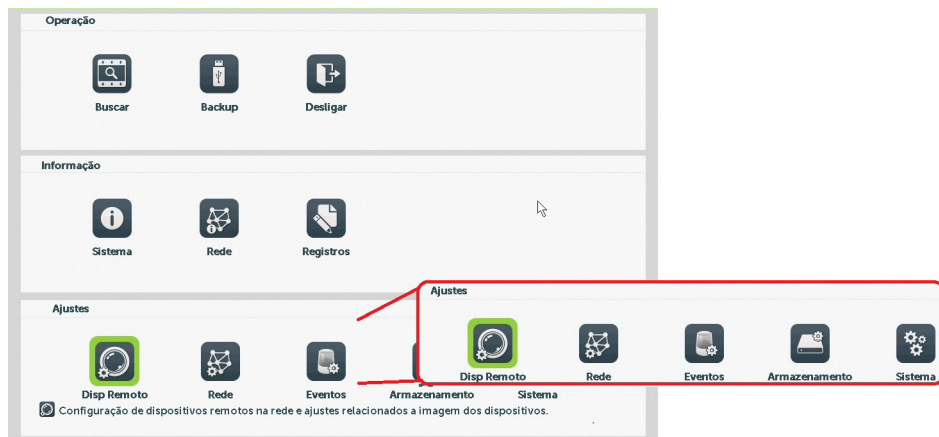 Operação
Buscar Backup Desligar
Informação
Sistema Rede Registros
Ajustes
Disp Remoto Rede Eventos Armazenamento Sistema
Configuração de dispositivos remotos na rede e ajustes relacionados a imagem dos dispositivos.
Ajustes
Disp Remoto Rede Eventos Armazenamento Sistema